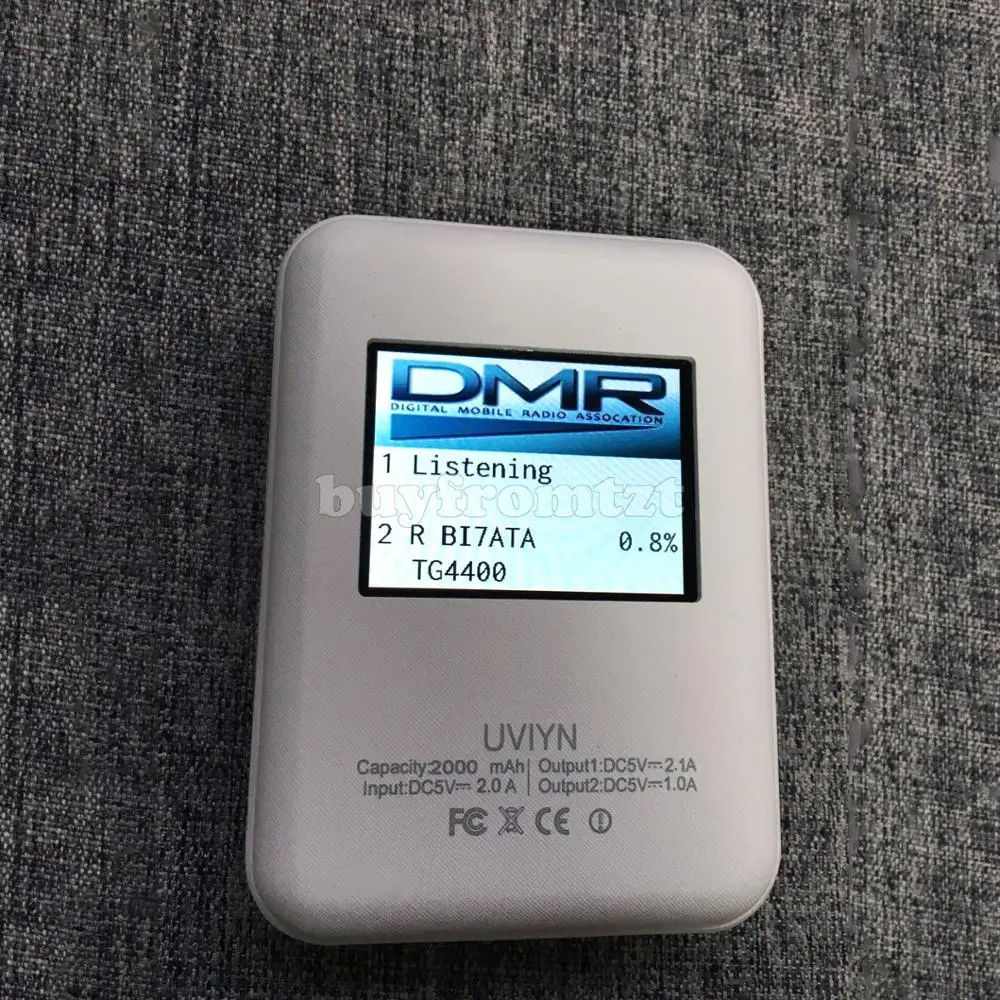 DMR
DIGITAL MOBILE RADIO ASSOCATION
1 Listening
buyfromtzt
2 R BI7ATA 0.8%
TG4400
UVIYN
Capacity:2000 mAh | Output1:DC5V⎓2.1A
Input:DC5V⎓ 2.0 A | Output2:DC5V⎓1.0A
FC CE